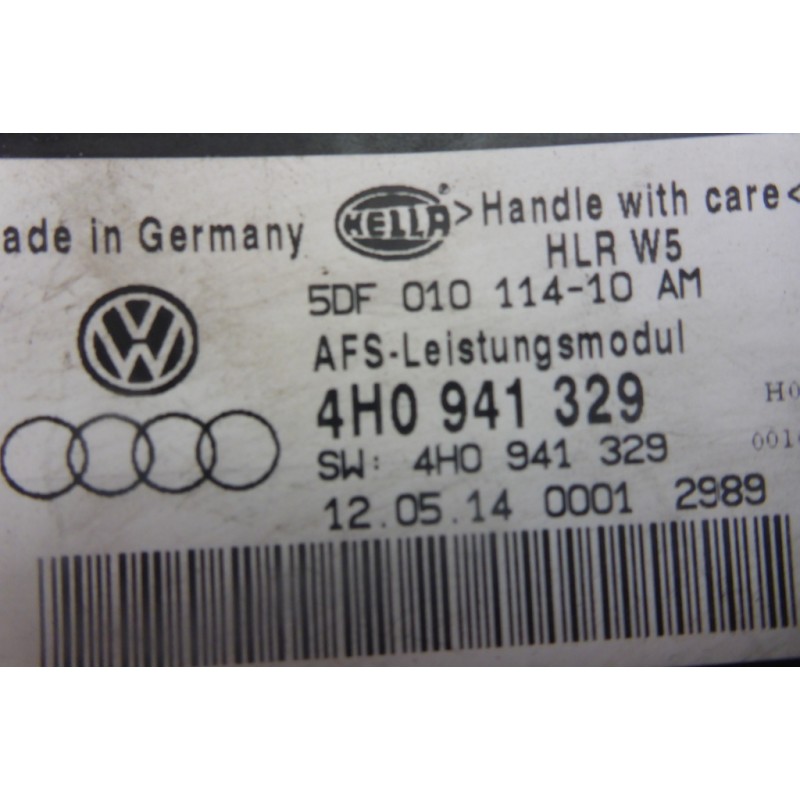 ade in Germany HELLA ® >Handle with care<
HLR W5
5DF 010 114-10 AM
AFS-Leistungsmodul
4H0 941 329
SW: 4H0 941 329
12.05.14 0001 2989